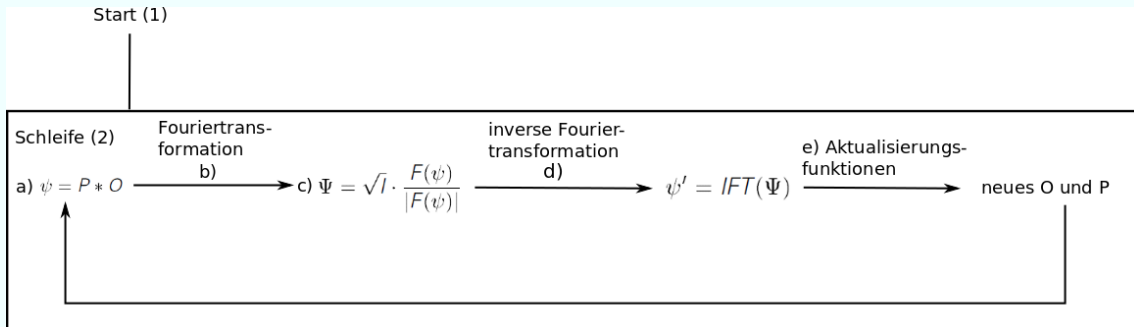 Start (1)
Schleife (2)
a) ψ = P * O
Fouriertrans-
formation
b)
c) Ψ = √I · F(ψ) / |F(ψ)|
inverse Fourier-
transformation
d)
ψ′ = IFT(Ψ)
e) Aktualisierungs-
funktionen
neues O und P